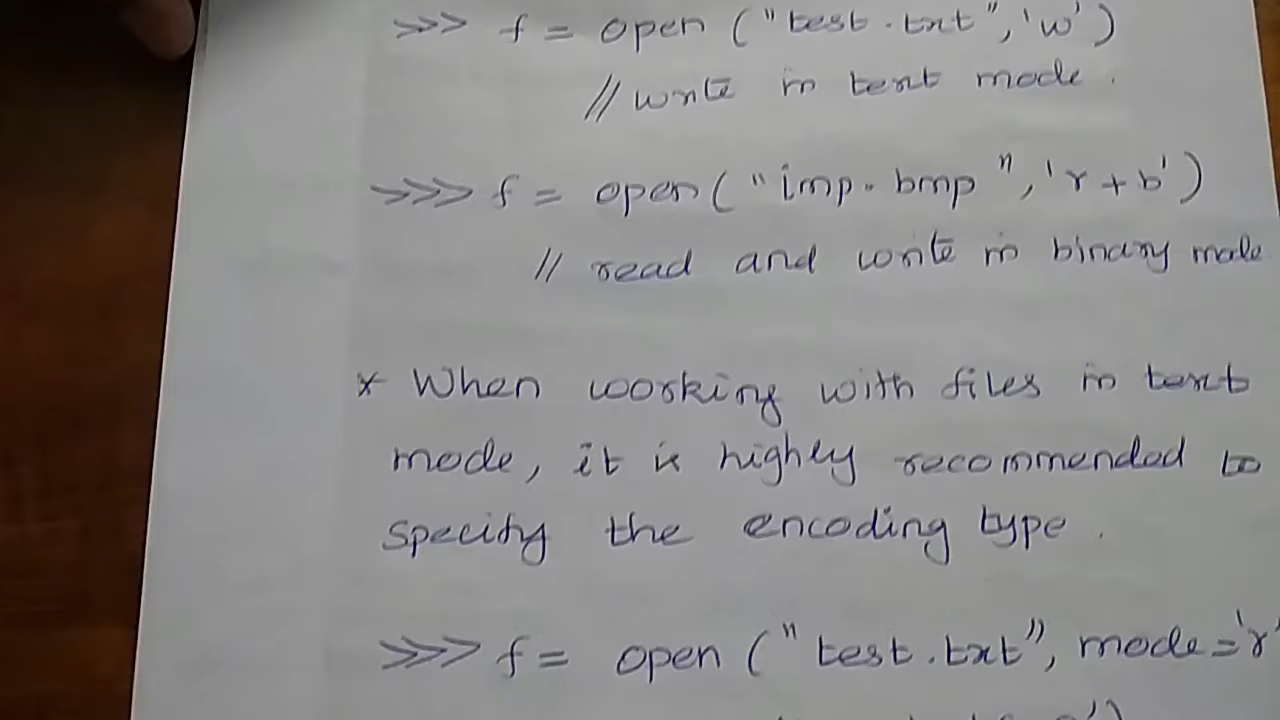 >>> f = open ("test.txt", 'w')
// write in text mode.
>>> f = open("imp.bmp", 'r+b')
// read and write in binary mode
* When working with files in text
mode, it is highly recommended to
specify the encoding type.
>>> f = open ("test.txt", mode='r'